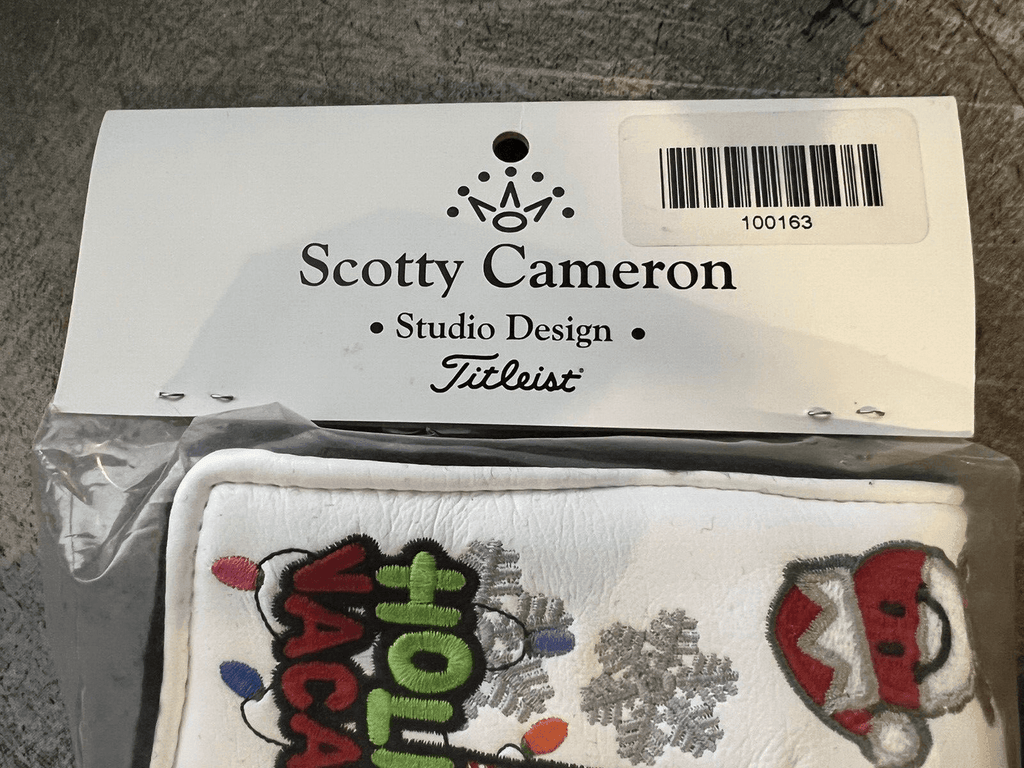 100163
Scotty Cameron
• Studio Design •
Titleist®
HOLI
VACA